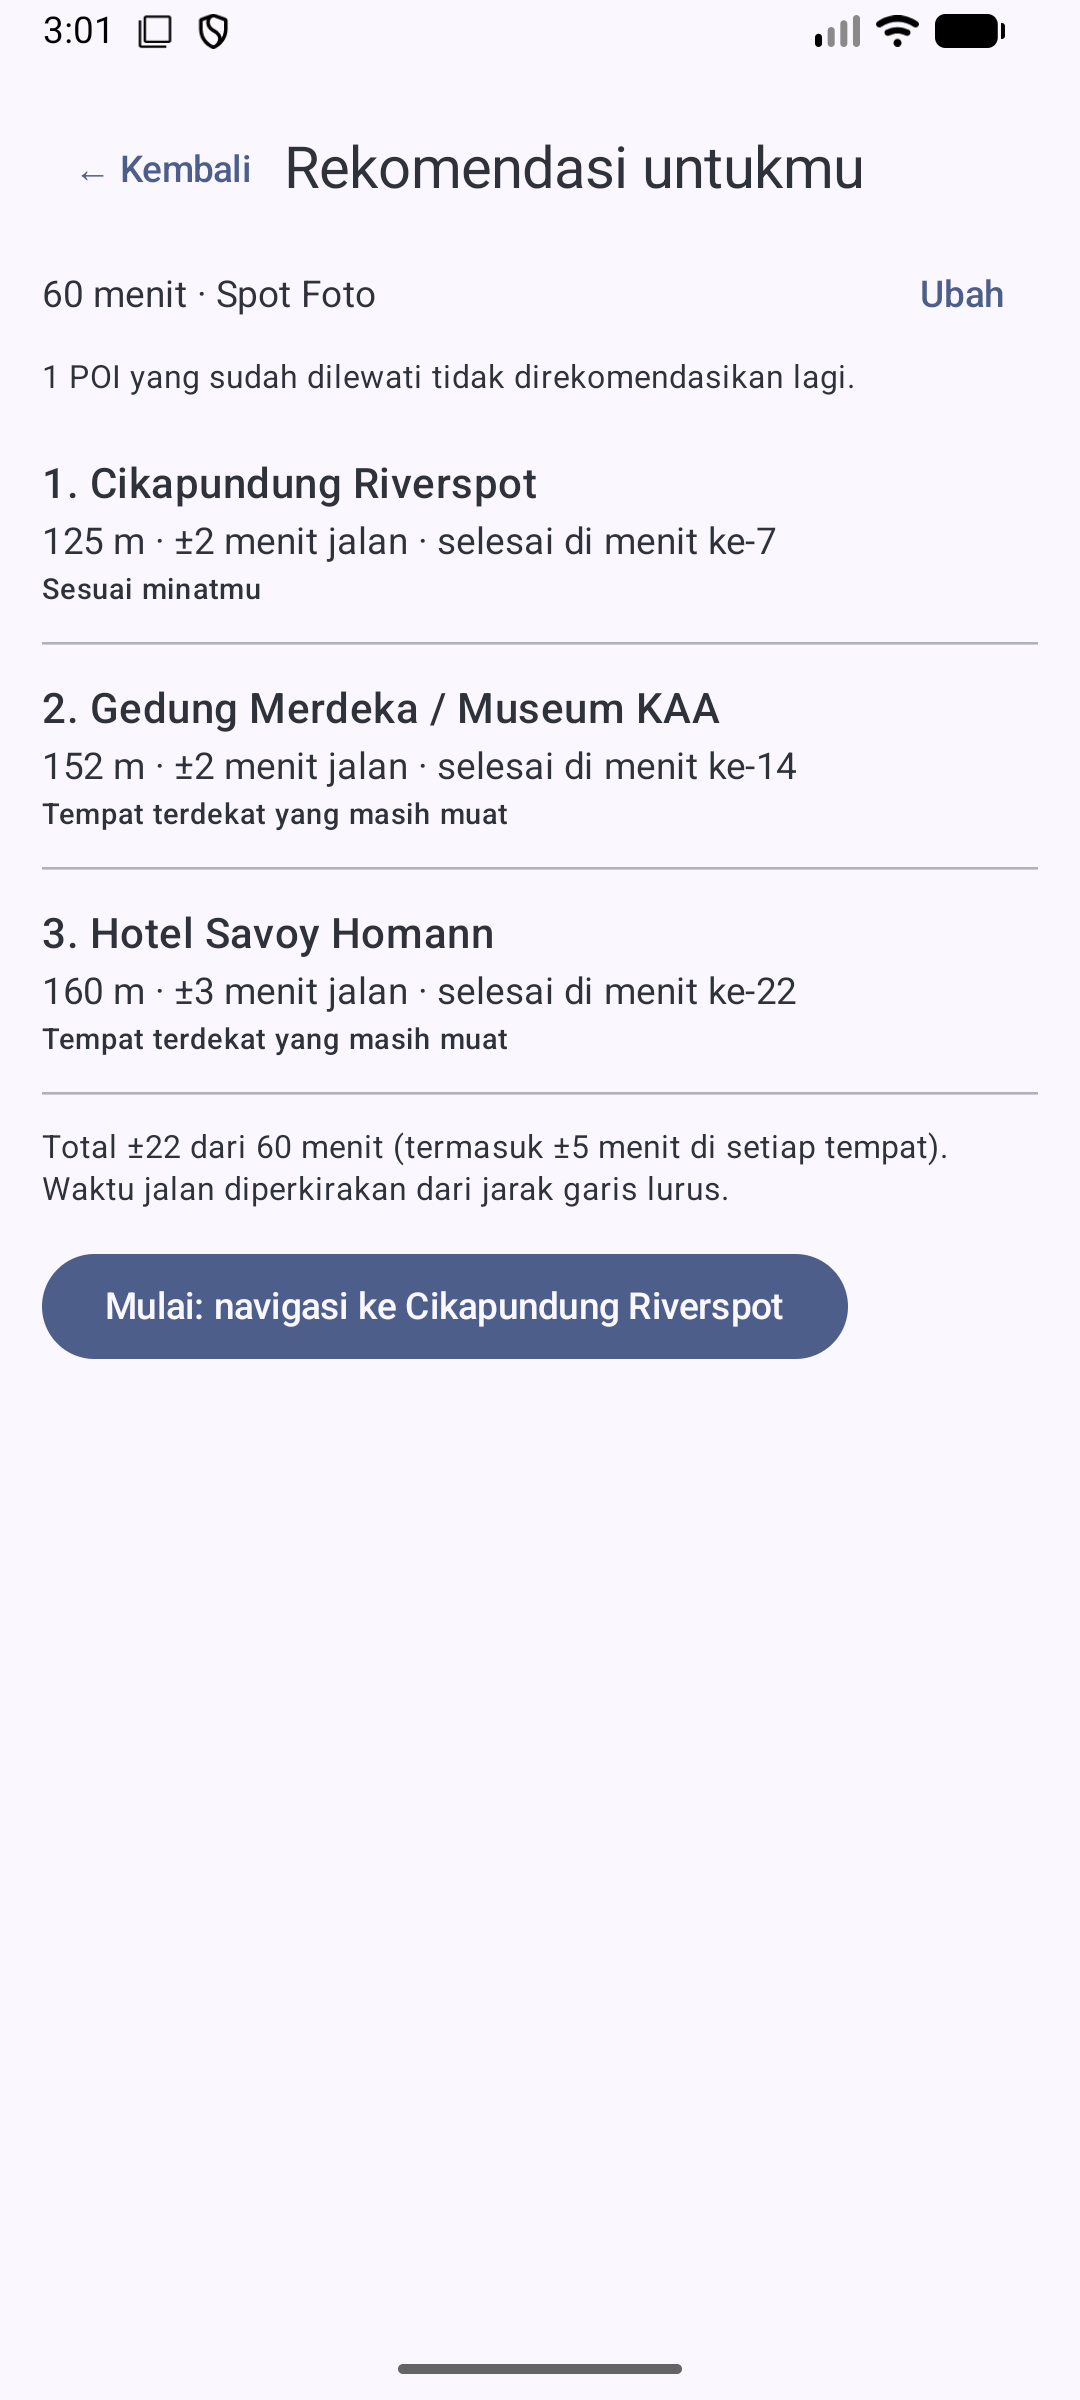 3:01
← Kembali Rekomendasi untukmu
60 menit · Spot Foto Ubah
1 POI yang sudah dilewati tidak direkomendasikan lagi.
1. Cikapundung Riverspot
125 m · ±2 menit jalan · selesai di menit ke-7
Sesuai minatmu
2. Gedung Merdeka / Museum KAA
152 m · ±2 menit jalan · selesai di menit ke-14
Tempat terdekat yang masih muat
3. Hotel Savoy Homann
160 m · ±3 menit jalan · selesai di menit ke-22
Tempat terdekat yang masih muat
Total ±22 dari 60 menit (termasuk ±5 menit di setiap tempat).
Waktu jalan diperkirakan dari jarak garis lurus.
Mulai: navigasi ke Cikapundung Riverspot